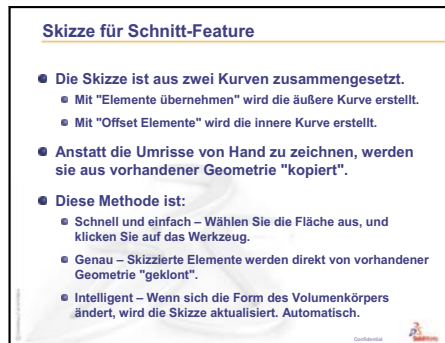 Skizze für Schnitt-Feature
Die Skizze ist aus zwei Kurven zusammengesetzt.
Mit "Elemente übernehmen" wird die äußere Kurve erstellt.
Mit "Offset Elemente" wird die innere Kurve erstellt.
Anstatt die Umrisse von Hand zu zeichnen, werden
sie aus vorhandener Geometrie "kopiert".
Diese Methode ist:
Schnell und einfach – Wählen Sie die Fläche aus, und
klicken Sie auf das Werkzeug.
Genau – Skizzierte Elemente werden direkt von vorhandener
Geometrie "geklont".
Intelligent – Wenn sich die Form des Volumenkörpers
ändert, wird die Skizze aktualisiert. Automatisch.
Confidential
SolidWorks